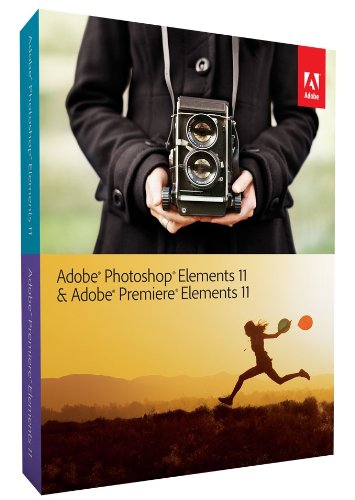 Adobe
Adobe® Photoshop® Elements 11
& Adobe® Premiere® Elements 11
Adobe® Photoshop® Elements 11
Adobe® Premiere® Elements 11